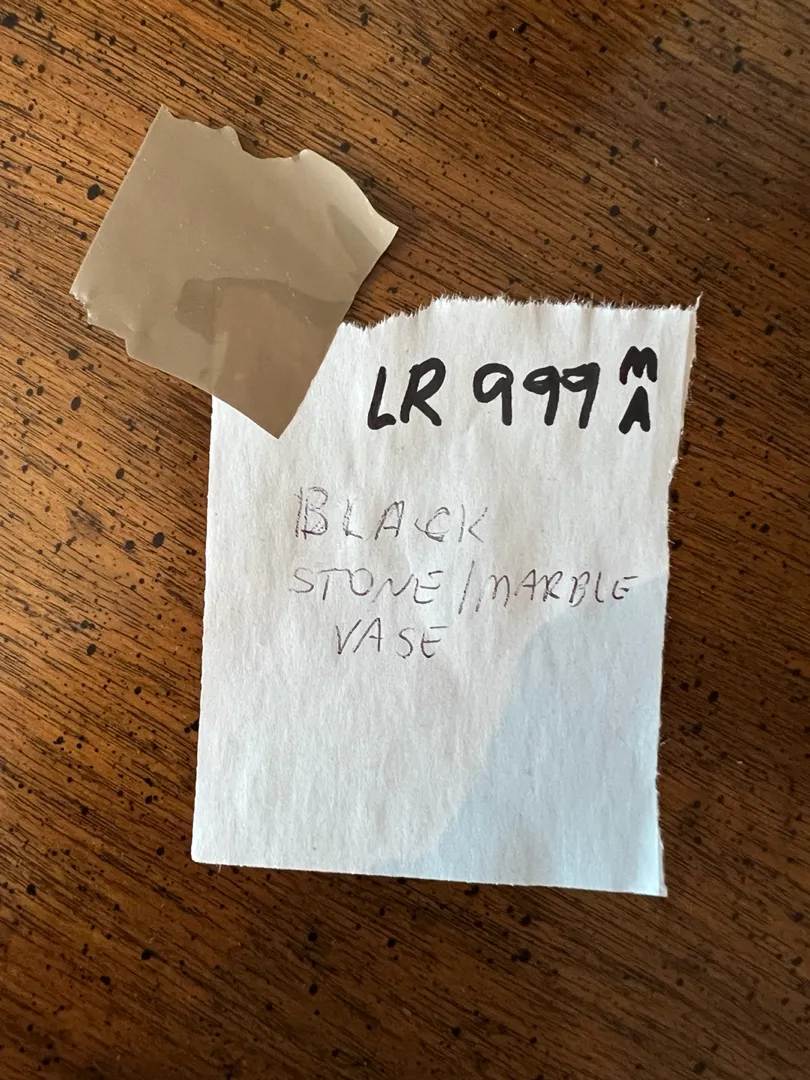 LR 999 MA
BLACK
STONE/MARBLE
VASE